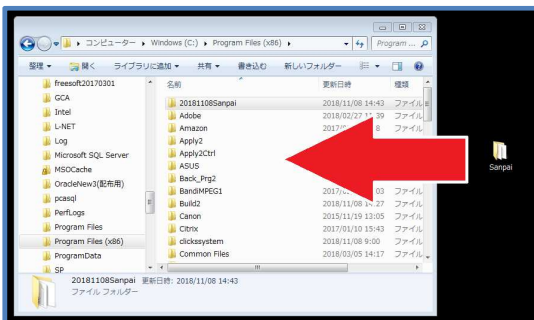 コンピューター ▸ Windows (C:) ▸ Program Files (x86) ▸
Program ...
整理 ▼ 開く ライブラリに追加 ▼ 共有 ▼ 書き込む 新しいフォルダー
freesoft20170301
GCA
Intel
L-NET
Log
Microsoft SQL Server
MSOCache
OracleNew3(配布用)
pcasql
PerfLogs
Program Files
Program Files (x86)
ProgramData
SP
名前 更新日時 種類
20181108Sanpai 2018/11/08 14:43 ファイル
Adobe 2018/02/27 ファイル
Amazon ファイル
Apply2 ファイル
Apply2Ctrl
ASUS
Back_Prg2
BandiMPEG1 ファイル
Build2 2018/11/08 ファイル
Canon 2015/11/19 13:05 ファイル
Citrix 2017/01/10 15:43 ファイル
clickssystem 2018/11/08 9:00 ファイル
Common Files 2018/03/05 14:17 ファイル
20181108Sanpai 更新日時: 2018/11/08 14:43
ファイル フォルダー
Sanpai